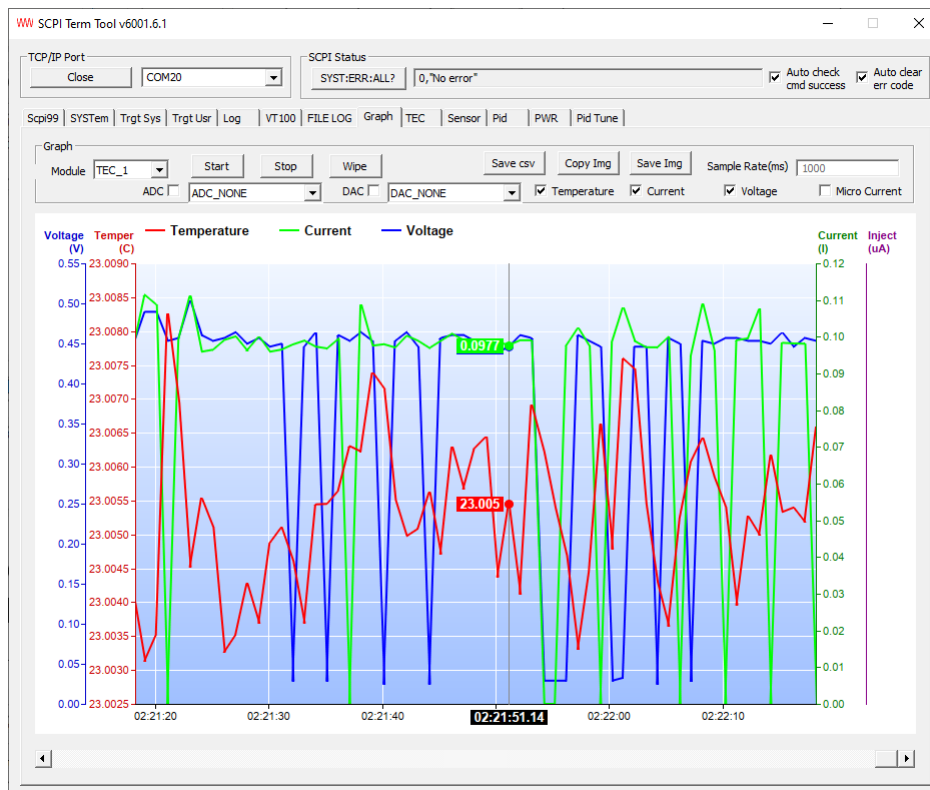 SCPI Term Tool v6001.6.1
TCP/IP Port
Close COM20
SCPI Status
SYST:ERR:ALL? 0,"No error"
Auto check cmd success
Auto clear err code
Scpi99 SYSTem Trgt Sys Trgt Usr Log VT100 FILE LOG Graph TEC Sensor Pid PWR Pid Tune
Graph
Module TEC_1 Start Stop Wipe Save csv Copy Img Save Img Sample Rate(ms) 1000
ADC ADC_NONE DAC DAC_NONE Temperature Current Voltage Micro Current
Temperature Current Voltage
Voltage (V)
Temper (C)
Current (I)
Inject (uA)
0.55 23.0090 0.12
23.0085
0.50 0.11
23.0080
0.45 0.10
0.0977
23.0075
0.40 0.09
23.0070
0.08
0.35 23.0065
0.07
0.30 23.0060
0.06
0.25 23.0055
23.005
0.05
0.20 23.0050
0.04
0.15 23.0045
23.0040 0.03
0.10
23.0035 0.02
0.05 23.0030 0.01
0.00 23.0025 0.00
02:21:20 02:21:30 02:21:40 02:21:51.14 02:22:00 02:22:10